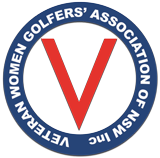 VETERAN WOMEN GOLFERS' ASSOCIATION OF NSW Inc
V